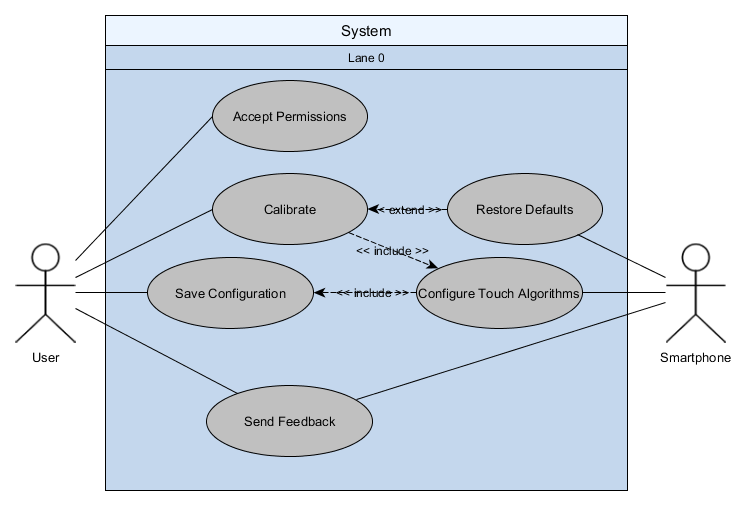 System
Lane 0
Accept Permissions
Calibrate
<< extend >>
Restore Defaults
<< include >>
Save Configuration
<< include >>
Configure Touch Algorithms
User
Smartphone
Send Feedback